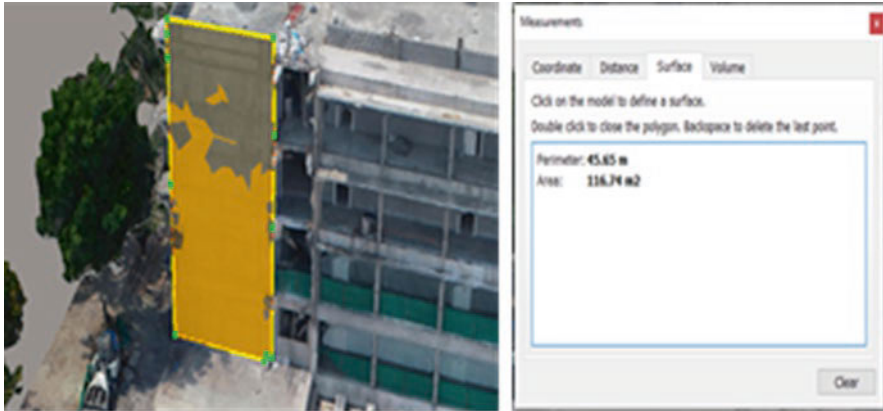 Measurements
Coordinate Distance Surface Volume
Click on the model to define a surface.
Double click to close the polygon. Backspace to delete the last point.
Perimeter: 45.65 m
Area: 116.74 m2
Clear